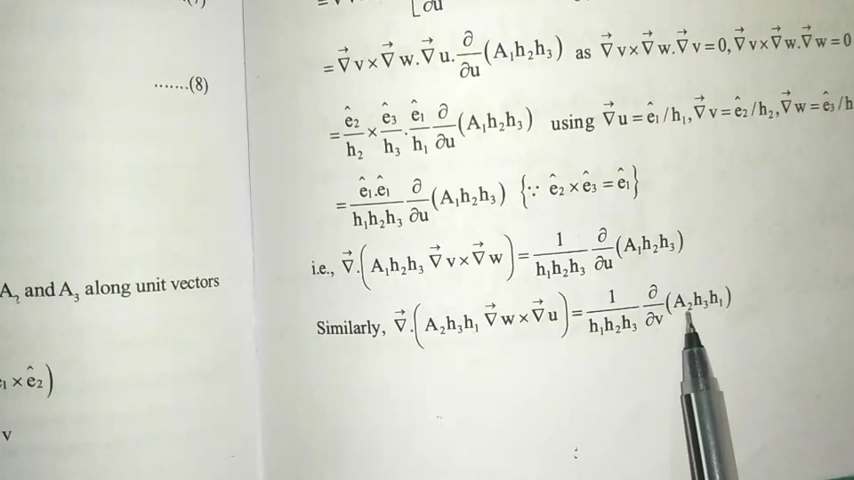 .......(8)
A₂ and A₃ along unit vectors
₁ × ê₂)
v
∂u
= ∇⃗v × ∇⃗w . ∇⃗u . ∂/∂u (A₁h₂h₃) as ∇⃗v × ∇⃗w . ∇⃗v = 0, ∇⃗v × ∇⃗w . ∇⃗w = 0
= ê₂/h₂ × ê₃/h₃ . ê₁/h₁ ∂/∂u (A₁h₂h₃) using ∇⃗u = ê₁/h₁, ∇⃗v = ê₂/h₂, ∇⃗w = ê₃/h
= ê₁.ê₁/h₁h₂h₃ ∂/∂u (A₁h₂h₃) {∵ ê₂ × ê₃ = ê₁}
i.e., ∇⃗.(A₁h₂h₃ ∇⃗v × ∇⃗w) = 1/h₁h₂h₃ ∂/∂u (A₁h₂h₃)
Similarly, ∇⃗.(A₂h₃h₁ ∇⃗w × ∇⃗u) = 1/h₁h₂h₃ ∂/∂v (A₂h₃h₁)